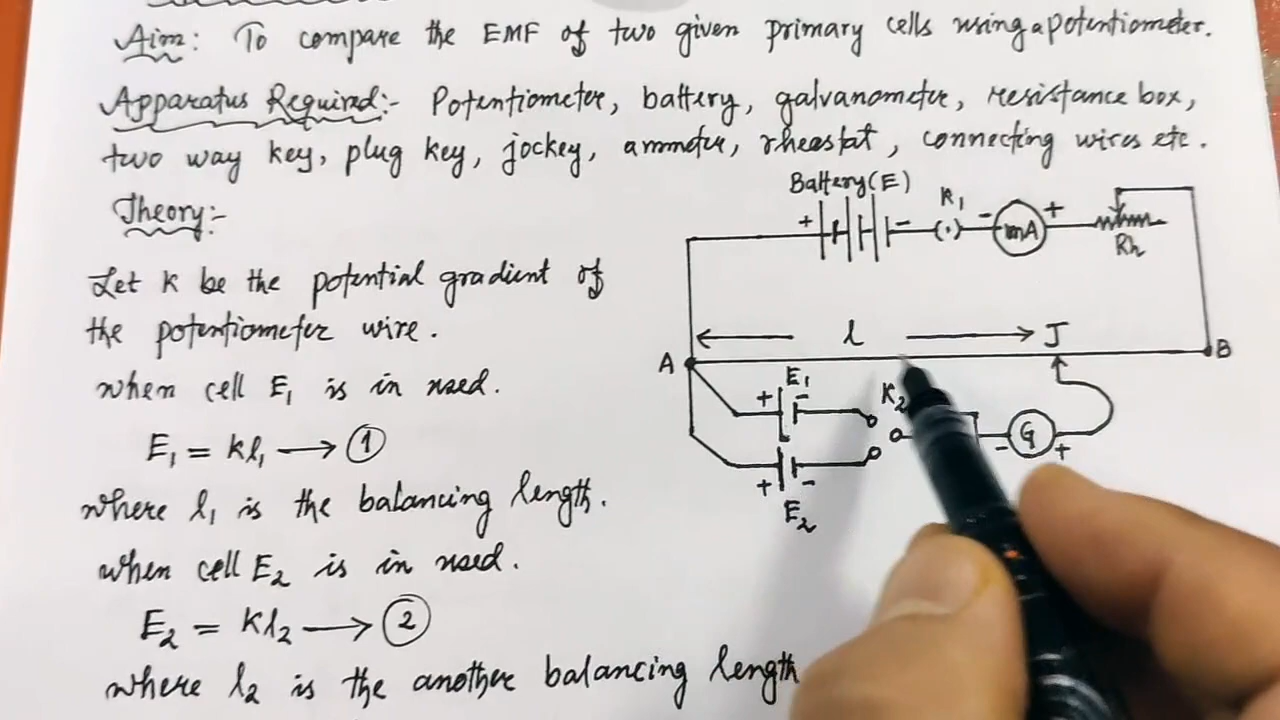 Aim: To compare the EMF of two given primary cells using a potentiometer.
Apparatus Required:- Potentiometer, battery, galvanometer, resistance box,
two way key, plug key, jockey, ammeter, rheostat, connecting wires etc.
Theory:-
Let K be the potential gradient of
the potentiometer wire.
when cell E₁ is in used.
E₁ = Kl₁ ⟶ ①
where l₁ is the balancing length.
when cell E₂ is in used.
E₂ = Kl₂ ⟶ ②
where l₂ is the another balancing length
Battery(E)
+ - K₁ - mA +
Rh
l J
A B
E₁
+ - K₂
- G +
+ -
E₂